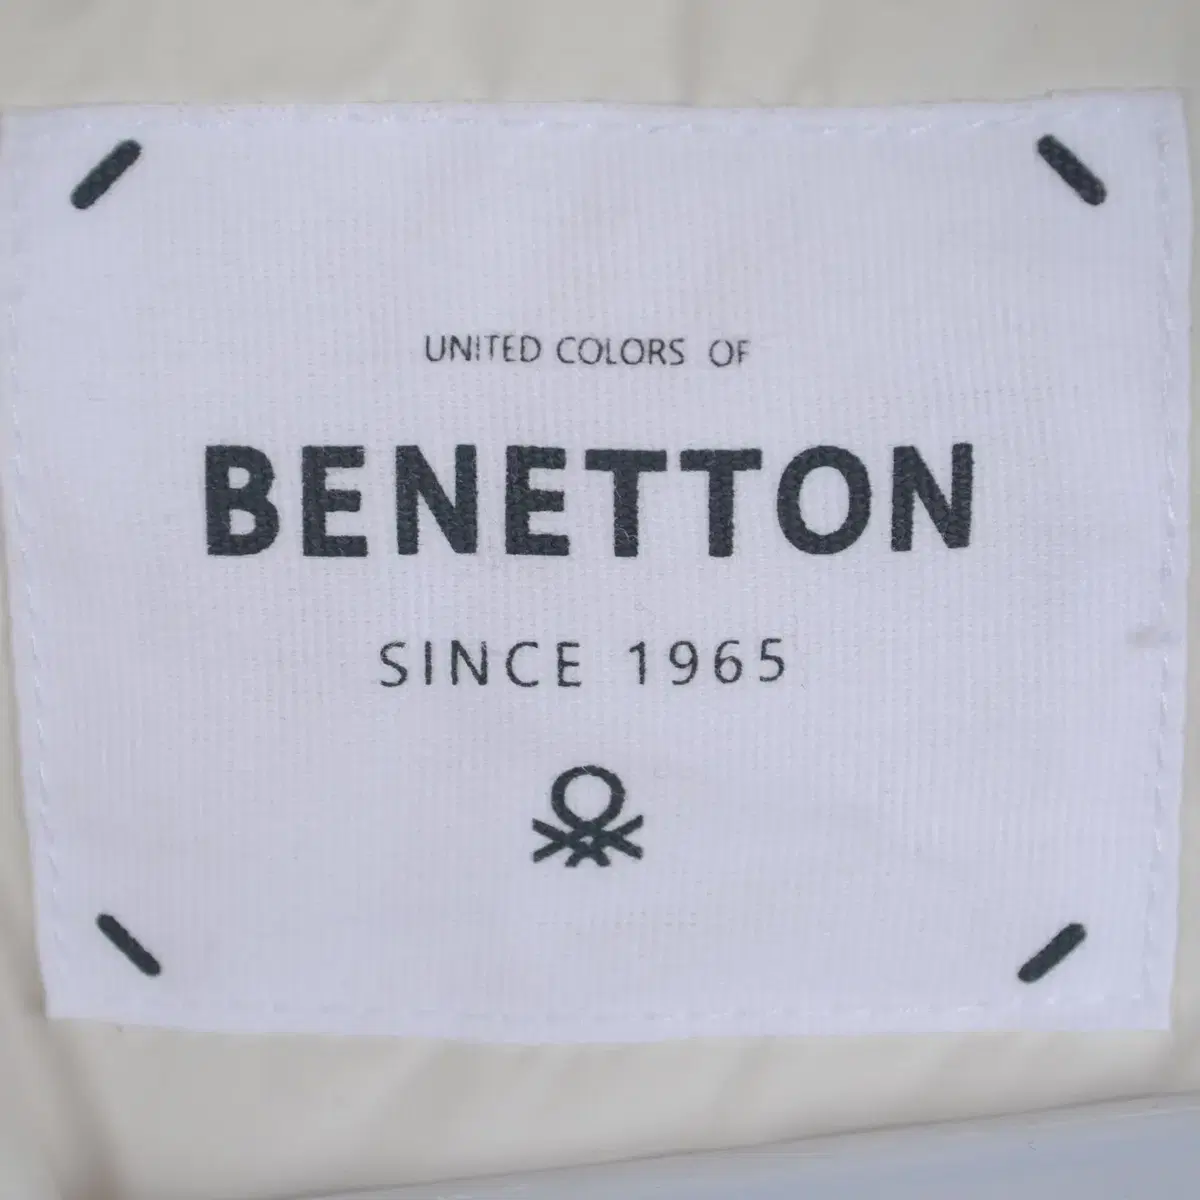 UNITED COLORS OF
BENETTON
SINCE 1965